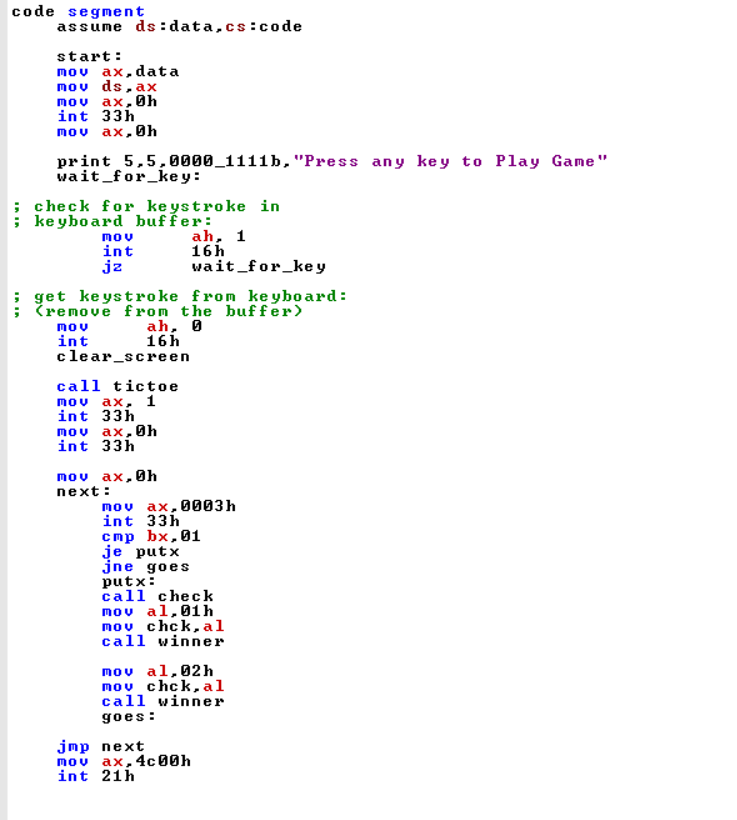 code segment
assume ds:data,cs:code
start:
mov ax,data
mov ds,ax
mov ax,0h
int 33h
mov ax,0h
print 5,5,0000_1111b,"Press any key to Play Game"
wait_for_key:
; check for keystroke in
; keyboard buffer:
mov ah, 1
int 16h
jz wait_for_key
; get keystroke from keyboard:
; (remove from the buffer)
mov ah, 0
int 16h
clear_screen
call tictoe
mov ax, 1
int 33h
mov ax,0h
int 33h
mov ax,0h
next:
mov ax,0003h
int 33h
cmp bx,01
je putx
jne goes
putx:
call check
mov al,01h
mov chck,al
call winner
mov al,02h
mov chck,al
call winner
goes:
jmp next
mov ax,4c00h
int 21h